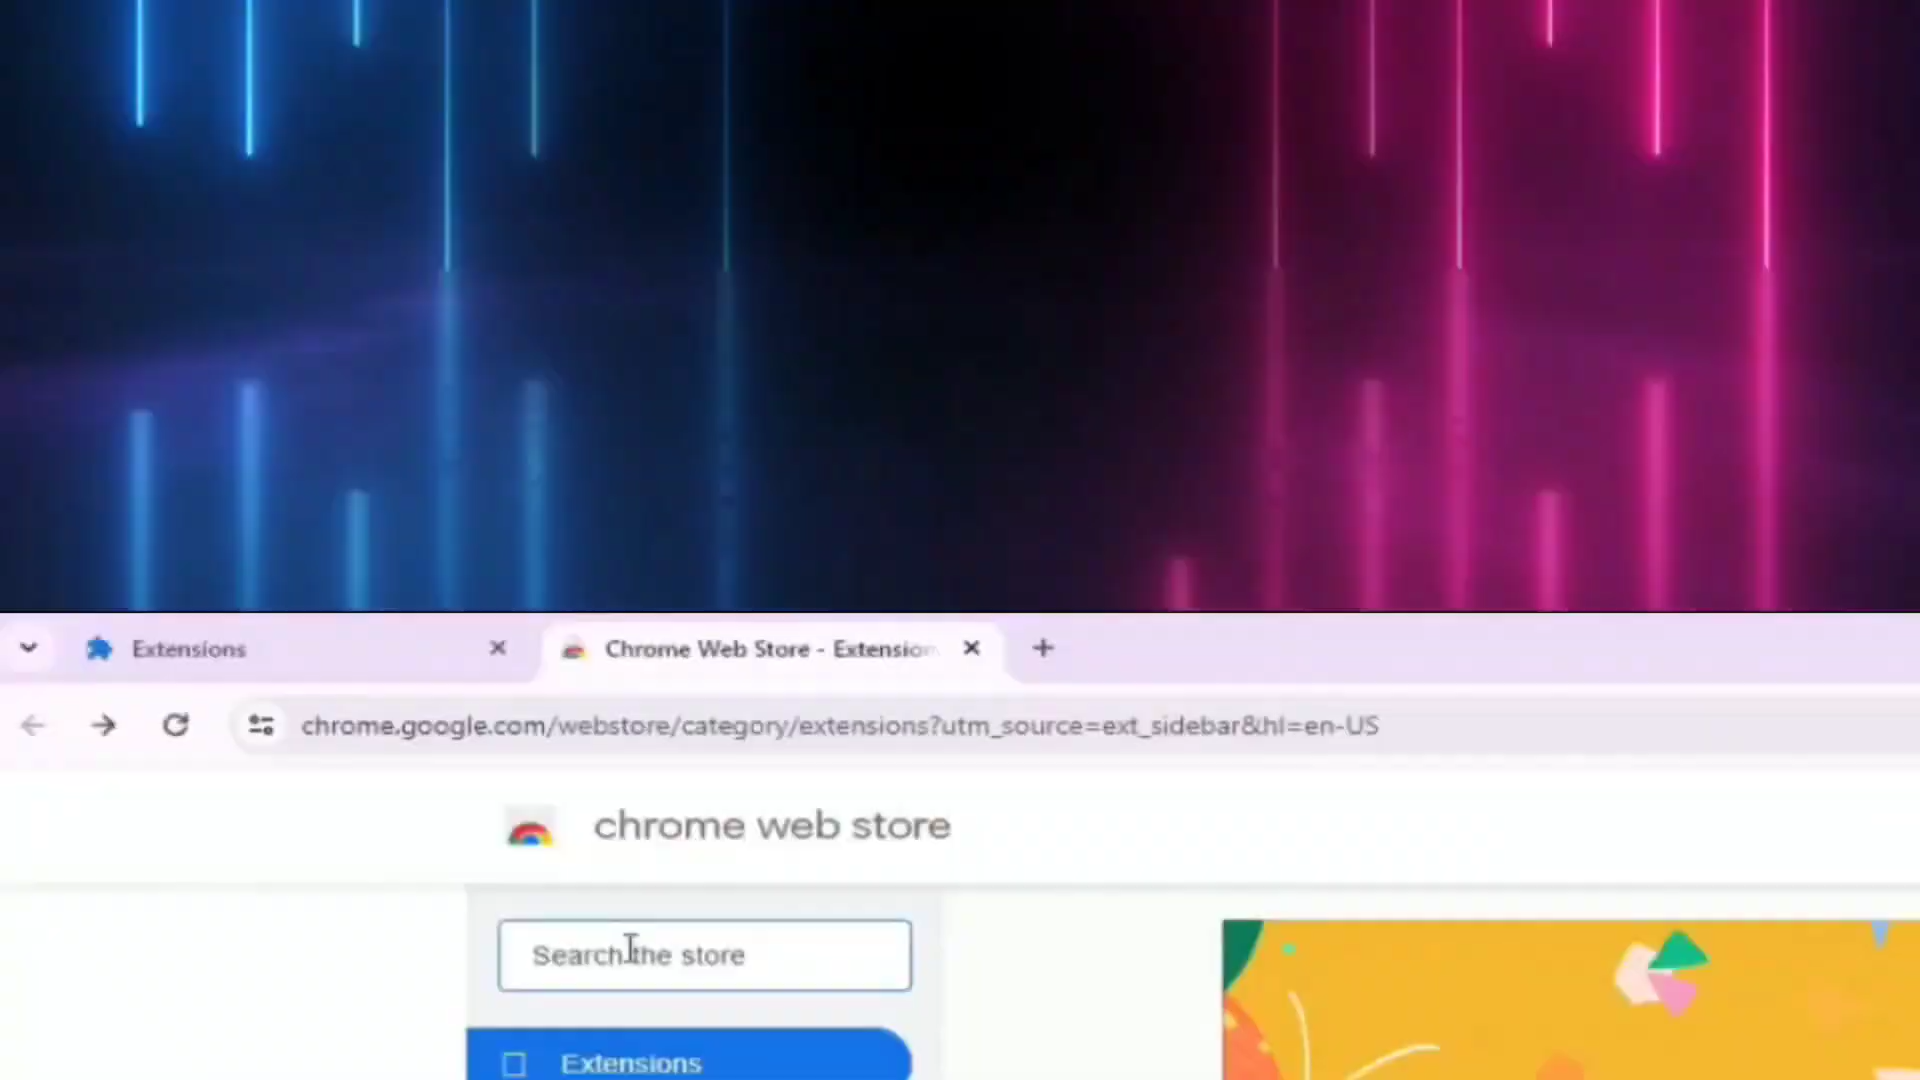 Extensions
Chrome Web Store - Extension
chrome.google.com/webstore/category/extensions?utm_source=ext_sidebar&hl=en-US
chrome web store
Search the store
Extensions